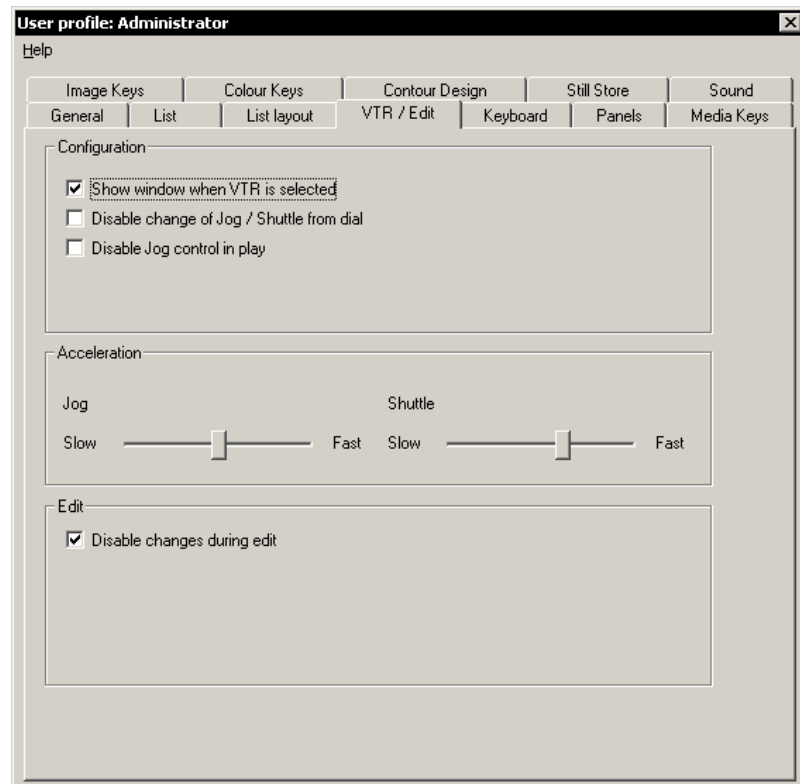 User profile: Administrator
Help
Image Keys Colour Keys Contour Design Still Store Sound
General List List layout VTR / Edit Keyboard Panels Media Keys
Configuration
Show window when VTR is selected
Disable change of Jog / Shuttle from dial
Disable Jog control in play
Acceleration
Jog Shuttle
Slow Fast Slow Fast
Edit
Disable changes during edit